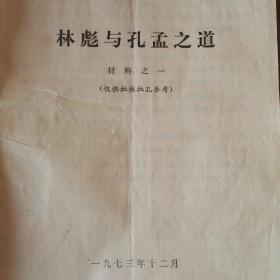 林彪与孔孟之道
材料之一
(仅供批林批孔参考)
一九七三年十二月